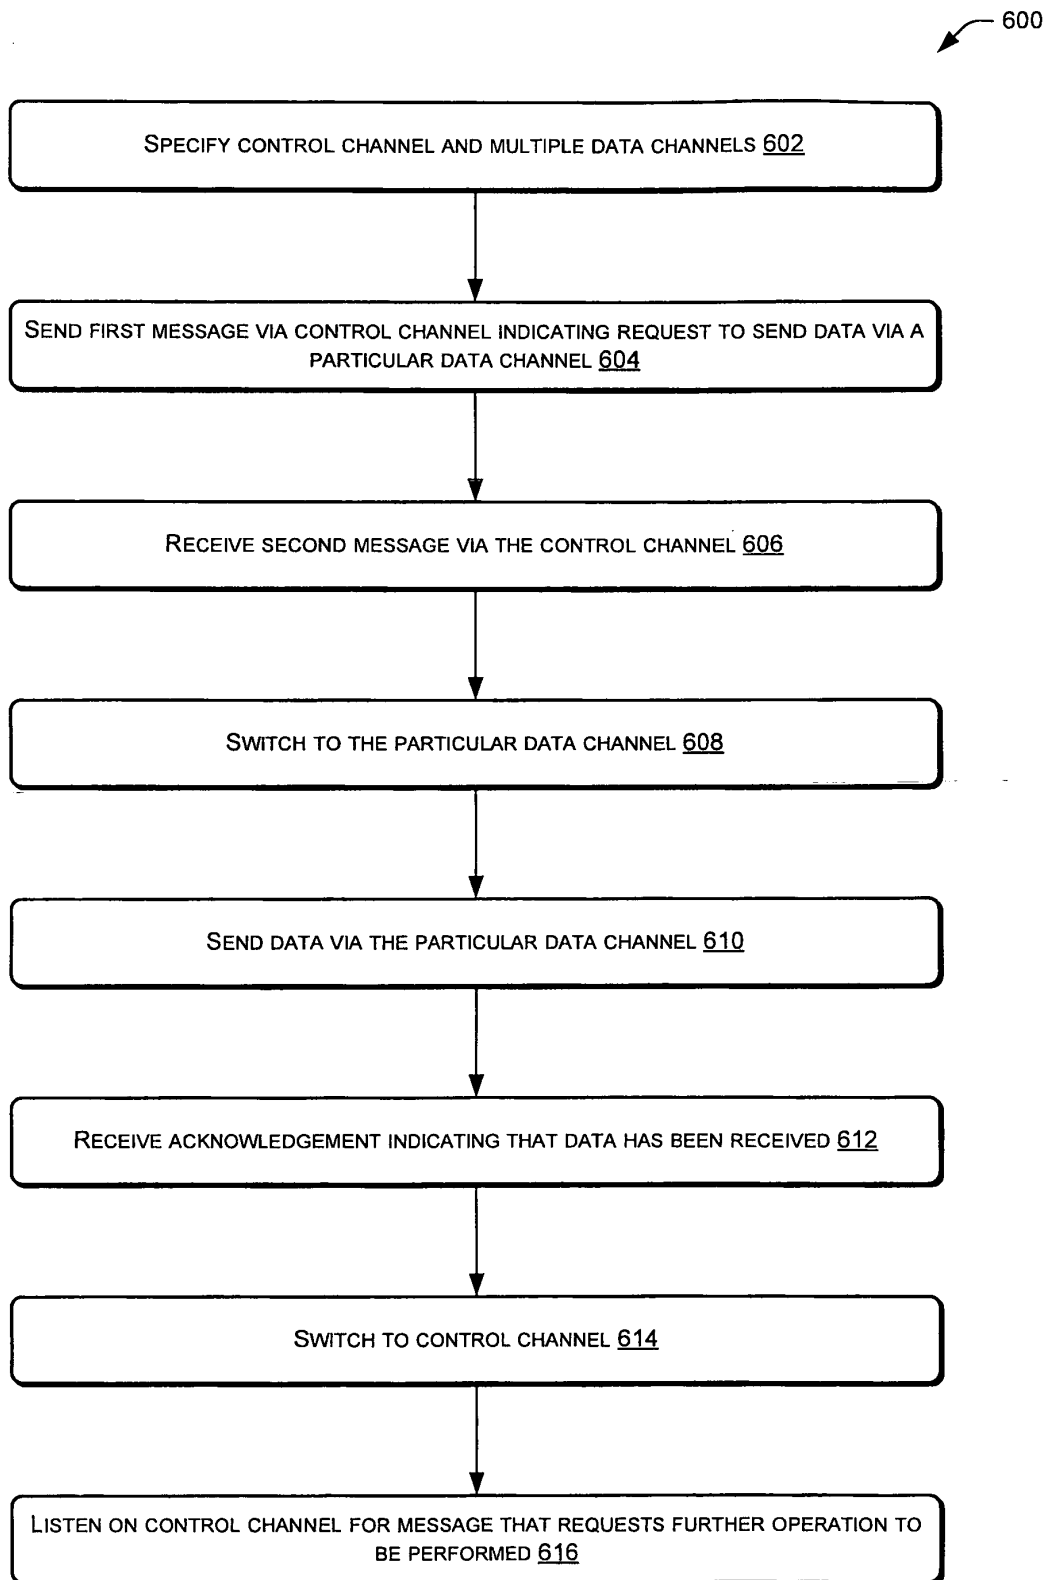 600
SPECIFY CONTROL CHANNEL AND MULTIPLE DATA CHANNELS 602
SEND FIRST MESSAGE VIA CONTROL CHANNEL INDICATING REQUEST TO SEND DATA VIA A
PARTICULAR DATA CHANNEL 604
RECEIVE SECOND MESSAGE VIA THE CONTROL CHANNEL 606
SWITCH TO THE PARTICULAR DATA CHANNEL 608
SEND DATA VIA THE PARTICULAR DATA CHANNEL 610
RECEIVE ACKNOWLEDGEMENT INDICATING THAT DATA HAS BEEN RECEIVED 612
SWITCH TO CONTROL CHANNEL 614
LISTEN ON CONTROL CHANNEL FOR MESSAGE THAT REQUESTS FURTHER OPERATION TO
BE PERFORMED 616